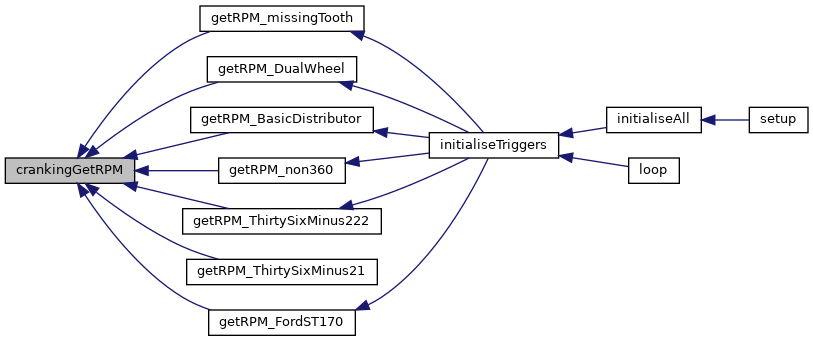 getRPM_missingTooth
getRPM_DualWheel
getRPM_BasicDistributor
crankingGetRPM
getRPM_non360
getRPM_ThirtySixMinus222
getRPM_ThirtySixMinus21
getRPM_FordST170
initialiseTriggers
initialiseAll
setup
loop